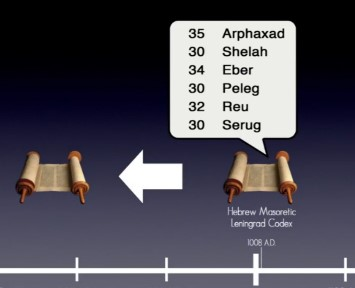 35 Arphaxad
30 Shelah
34 Eber
30 Peleg
32 Reu
30 Serug
Hebrew Masoretic
Leningrad Codex
1008 A.D.